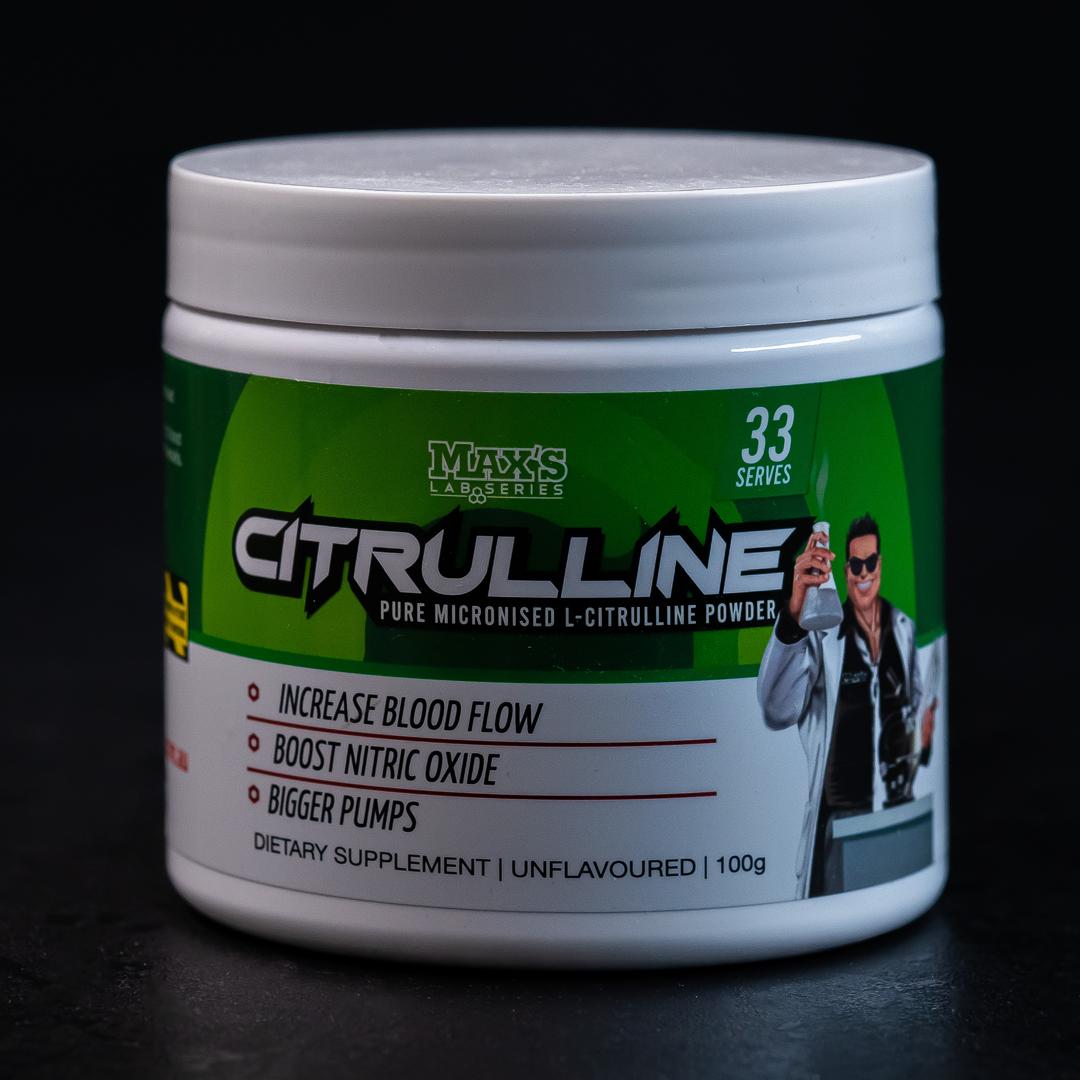 33
SERVES
MAX'S
LAB SERIES
CITRULLINE
PURE MICRONISED L-CITRULLINE POWDER
INCREASE BLOOD FLOW
BOOST NITRIC OXIDE
BIGGER PUMPS
DIETARY SUPPLEMENT | UNFLAVOURED | 100g